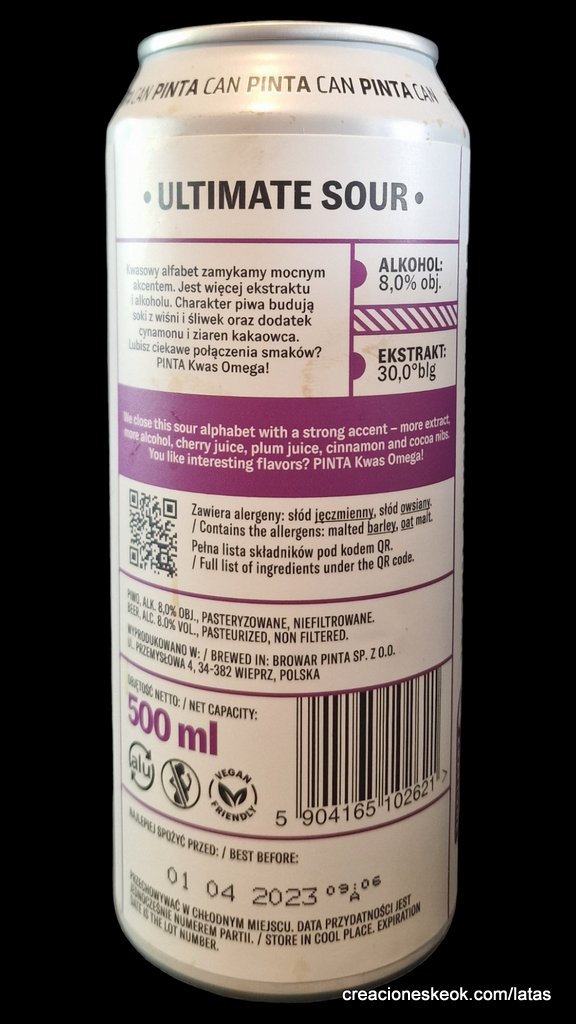 CAN PINTA CAN PINTA CAN PINTA CAN
• ULTIMATE SOUR •
Kwasowy alfabet zamykamy mocnym
akcentem. Jest więcej ekstraktu
i alkoholu. Charakter piwa budują
soki z wiśni i śliwek oraz dodatek
cynamonu i ziaren kakaowca.
Lubisz ciekawe połączenia smaków?
PINTA Kwas Omega!
ALKOHOL:
8,0% obj.
EKSTRAKT:
30,0°blg
We close this sour alphabet with a strong accent – more extract,
more alcohol, cherry juice, plum juice, cinnamon and cocoa nibs.
You like interesting flavors? PINTA Kwas Omega!
Zawiera alergeny: słód jęczmienny, słód owsiany.
/ Contains the allergens: malted barley, oat malt.
Pełna lista składników pod kodem QR.
/ Full list of ingredients under the QR code.
PIWO, ALK. 8,0% OBJ., PASTERYZOWANE, NIEFILTROWANE.
BEER, ALC. 8.0% VOL., PASTEURIZED, NON FILTERED.
WYPRODUKOWANO W: / BREWED IN: BROWAR PINTA SP. Z O.O.
UL. PRZEMYSŁOWA 4, 34-382 WIEPRZ, POLSKA
OBJĘTOŚĆ NETTO: / NET CAPACITY:
500 ml
alu
VEGAN
FRIENDLY
5 904165 102621 >
NAJLEPIEJ SPOŻYĆ PRZED: / BEST BEFORE:
01 04 2023 09:06
A
PRZECHOWYWAĆ W CHŁODNYM MIEJSCU. DATA PRZYDATNOŚCI JEST
JEDNOCZEŚNIE NUMEREM PARTII. / STORE IN COOL PLACE. EXPIRATION
DATE IS THE LOT NUMBER.
creacioneskeok.com/latas